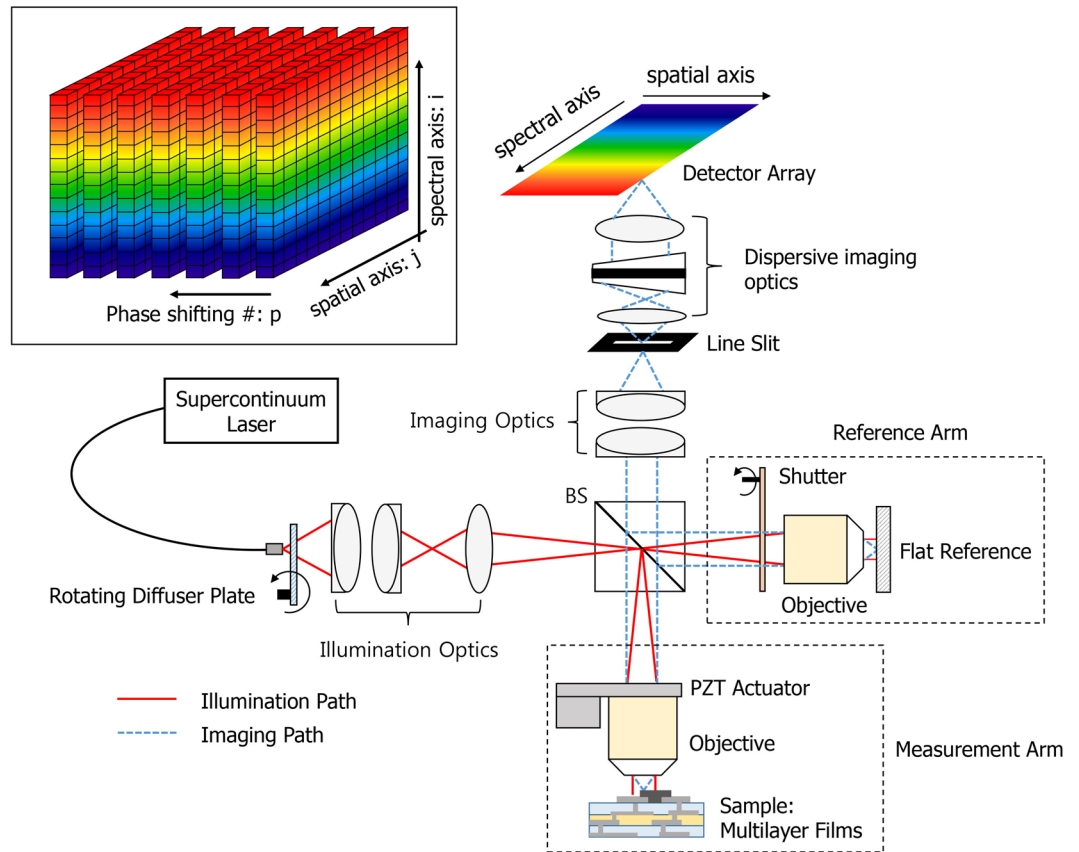 spectral axis: i
spatial axis: j
Phase shifting #: p
spatial axis
spectral axis
Detector Array
Dispersive imaging
optics
Line Slit
Supercontinuum
Laser
Imaging Optics
Reference Arm
BS
Shutter
Flat Reference
Rotating Diffuser Plate
Objective
Illumination Optics
PZT Actuator
Illumination Path
Imaging Path
Objective
Measurement Arm
Sample:
Multilayer Films